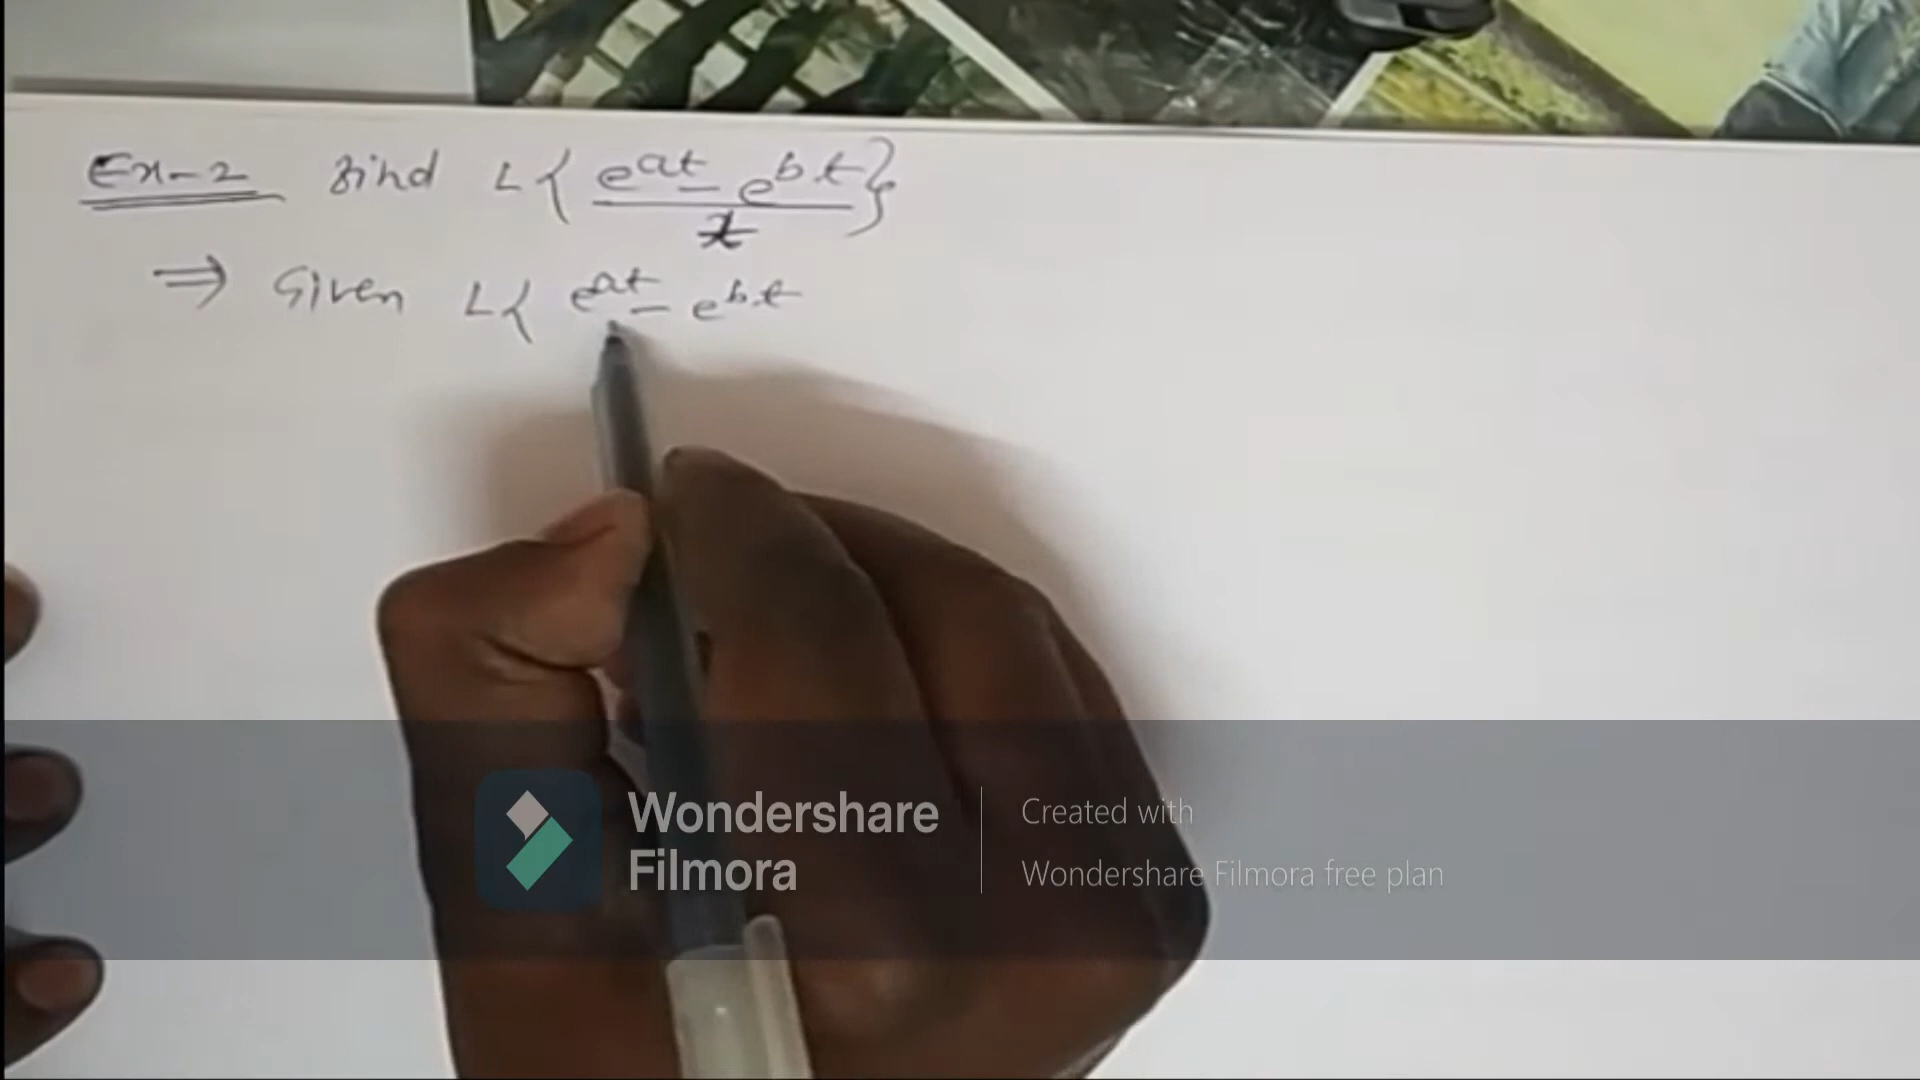 Ex-2 Find L{ e^at - e^bt / t }
⇒ Given L{ e^at - e^bt
Wondershare
Filmora
Created with
Wondershare Filmora free plan